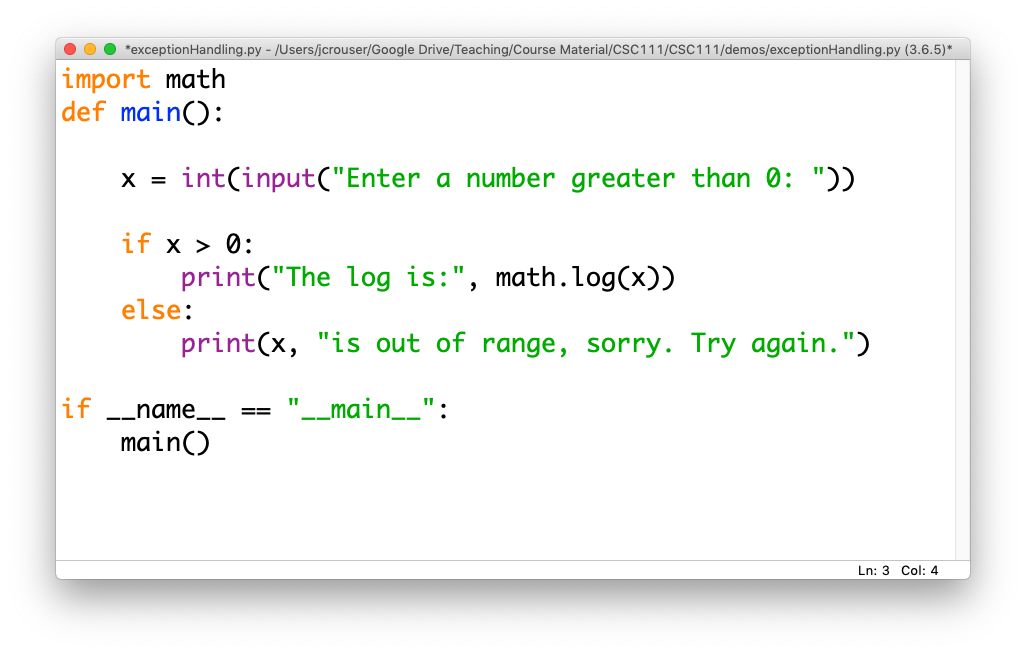 *exceptionHandling.py - /Users/jcrouser/Google Drive/Teaching/Course Material/CSC111/CSC111/demos/exceptionHandling.py (3.6.5)*
import math
def main():
    x = int(input("Enter a number greater than 0: "))
    if x > 0:
        print("The log is:", math.log(x))
    else:
        print(x, "is out of range, sorry. Try again.")
if __name__ == "__main__":
    main()
Ln: 3 Col: 4